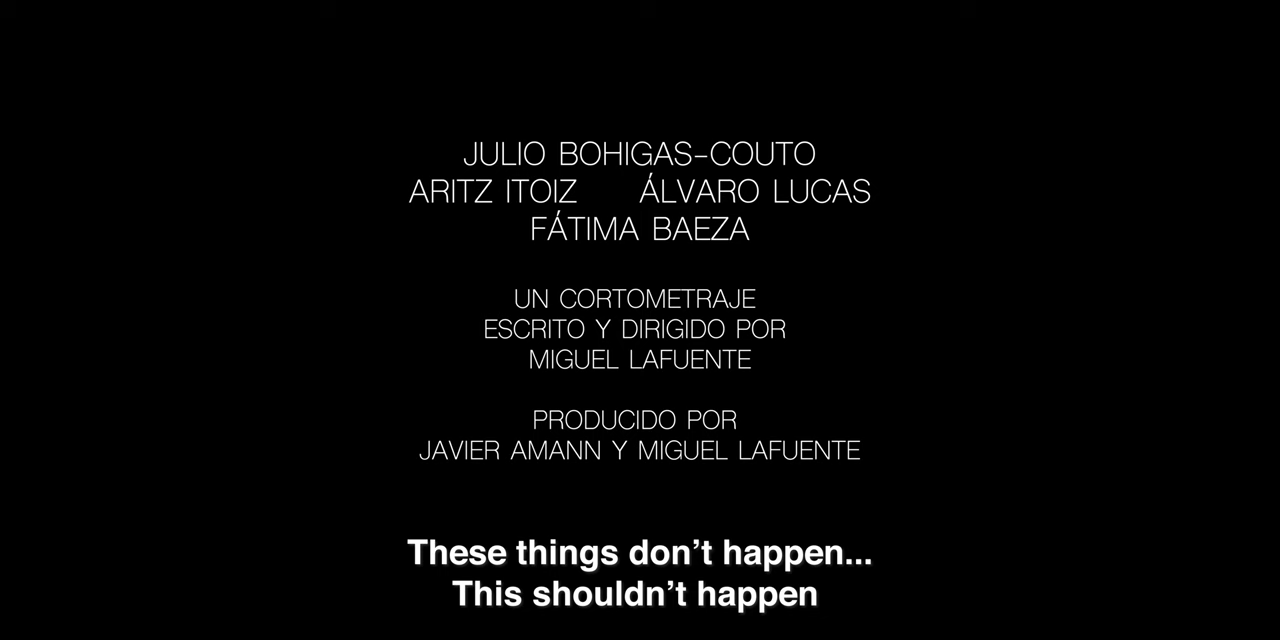 JULIO BOHIGAS-COUTO
ARITZ ITOIZ ÁLVARO LUCAS
FÁTIMA BAEZA
UN CORTOMETRAJE
ESCRITO Y DIRIGIDO POR
MIGUEL LAFUENTE
PRODUCIDO POR
JAVIER AMANN Y MIGUEL LAFUENTE
These things don’t happen...
This shouldn’t happen